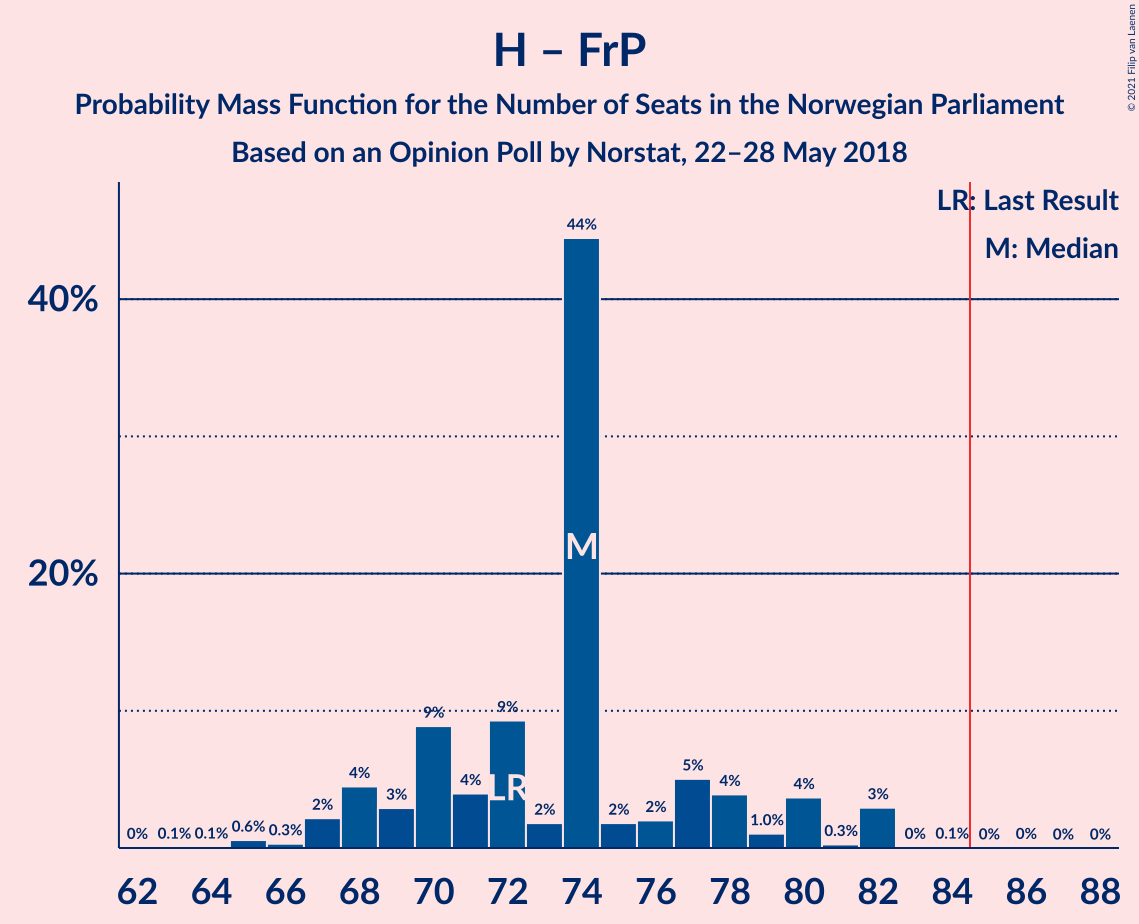 H – FrP
Probability Mass Function for the Number of Seats in the Norwegian Parliament
Based on an Opinion Poll by Norstat, 22–28 May 2018
© 2021 Filip van Laenen
LR: Last Result
M: Median
40%
20%
0% 0.1% 0.1% 0.6% 0.3% 2% 4% 3% 9% 4% 9% 2% 44% 2% 2% 5% 4% 1.0% 4% 0.3% 3% 0% 0.1% 0% 0% 0% 0%
M
LR
62 64 66 68 70 72 74 76 78 80 82 84 86 88